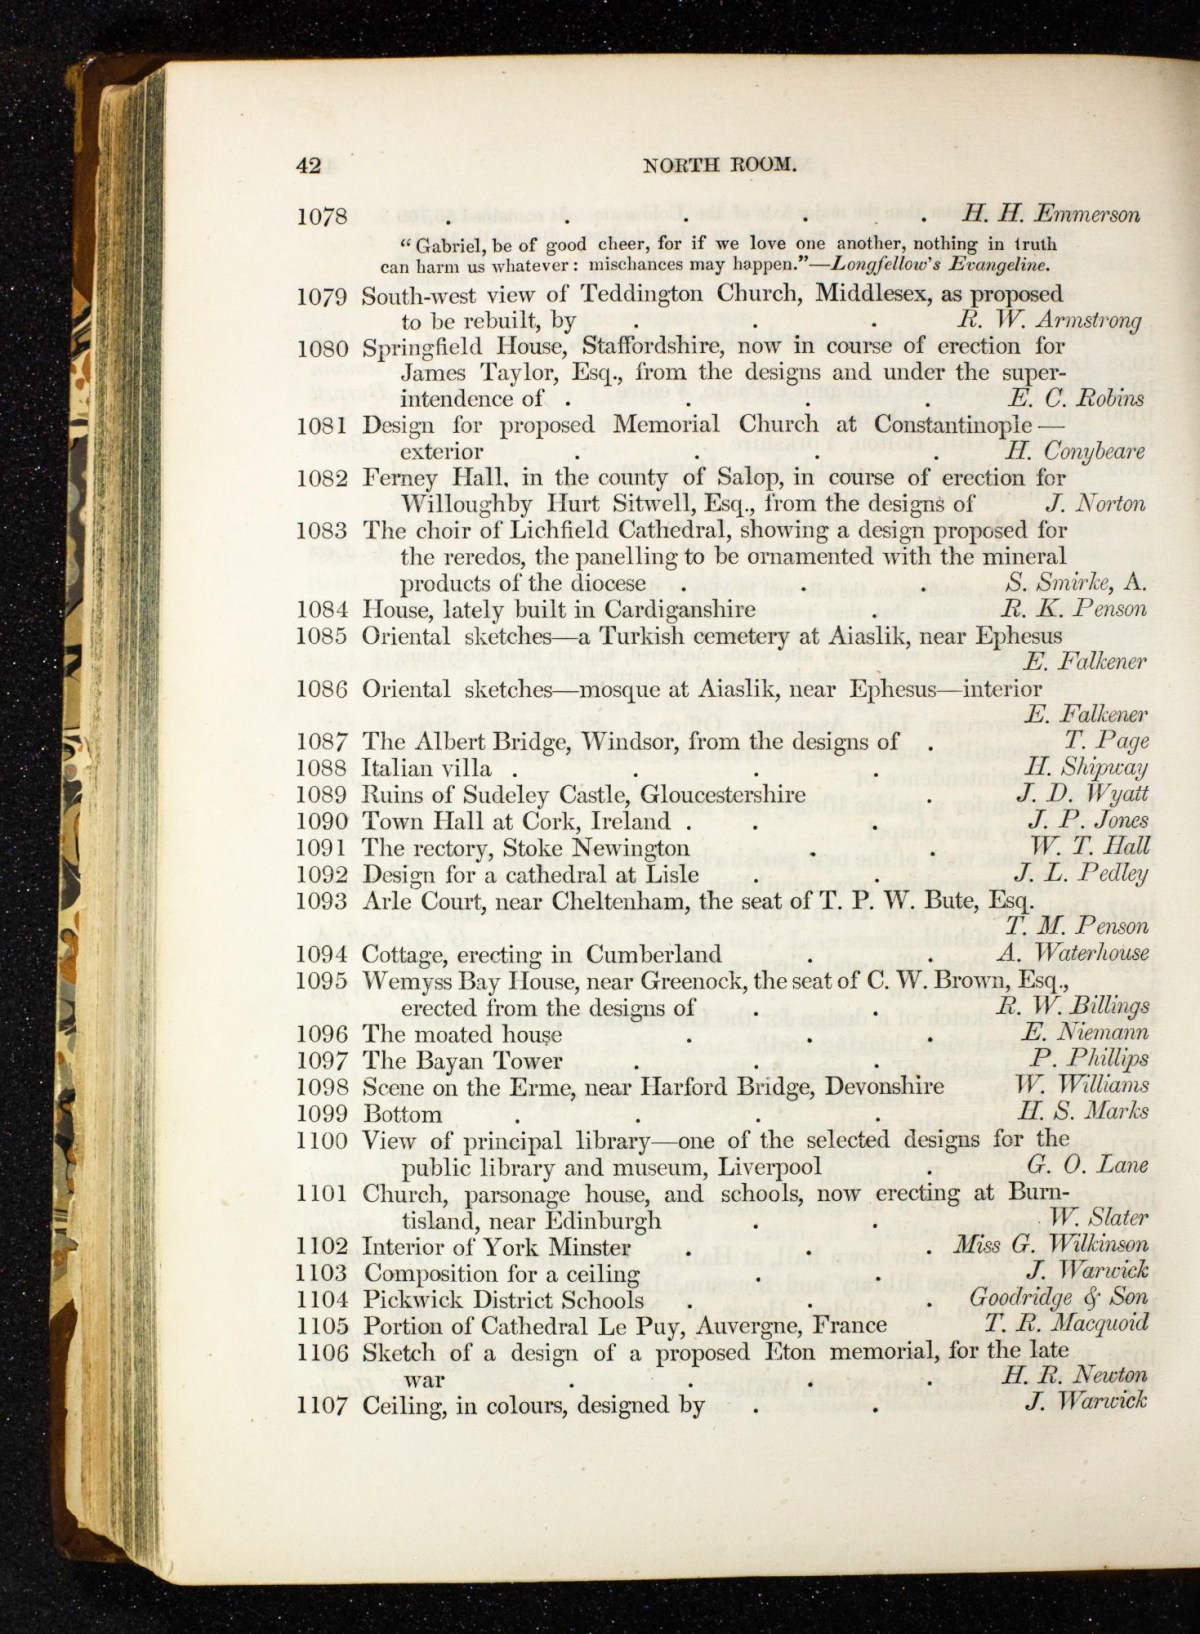 42 NORTH ROOM.
1078 . . . . . H. H. Emmerson
“Gabriel, be of good cheer, for if we love one another, nothing in truth
can harm us whatever: mischances may happen.”—Longfellow's Evangeline.
1079 South-west view of Teddington Church, Middlesex, as proposed
to be rebuilt, by . . . R. W. Armstrong
1080 Springfield House, Staffordshire, now in course of erection for
James Taylor, Esq., from the designs and under the super-
intendence of . . . . E. C. Robins
1081 Design for proposed Memorial Church at Constantinople—
exterior . . . . H. Conybeare
1082 Ferney Hall, in the county of Salop, in course of erection for
Willoughby Hurt Sitwell, Esq., from the designs of J. Norton
1083 The choir of Lichfield Cathedral, showing a design proposed for
the reredos, the panelling to be ornamented with the mineral
products of the diocese . . . S. Smirke, A.
1084 House, lately built in Cardiganshire . R. K. Penson
1085 Oriental sketches—a Turkish cemetery at Aiaslik, near Ephesus
E. Falkener
1086 Oriental sketches—mosque at Aiaslik, near Ephesus—interior
E. Falkener
1087 The Albert Bridge, Windsor, from the designs of . T. Page
1088 Italian villa . . . . H. Shipway
1089 Ruins of Sudeley Castle, Gloucestershire . J. D. Wyatt
1090 Town Hall at Cork, Ireland . . . J. P. Jones
1091 The rectory, Stoke Newington . . W. T. Hall
1092 Design for a cathedral at Lisle . . J. L. Pedley
1093 Arle Court, near Cheltenham, the seat of T. P. W. Bute, Esq.
T. M. Penson
1094 Cottage, erecting in Cumberland . . A. Waterhouse
1095 Wemyss Bay House, near Greenock, the seat of C. W. Brown, Esq.,
erected from the designs of . . R. W. Billings
1096 The moated house . . . E. Niemann
1097 The Bayan Tower . . . P. Phillips
1098 Scene on the Erme, near Harford Bridge, Devonshire W. Williams
1099 Bottom . . . . H. S. Marks
1100 View of principal library—one of the selected designs for the
public library and museum, Liverpool . G. O. Lane
1101 Church, parsonage house, and schools, now erecting at Burn-
tisland, near Edinburgh . . W. Slater
1102 Interior of York Minster . . . Miss G. Wilkinson
1103 Composition for a ceiling . . J. Warwick
1104 Pickwick District Schools . . . Goodridge & Son
1105 Portion of Cathedral Le Puy, Auvergne, France T. R. Macquoid
1106 Sketch of a design of a proposed Eton memorial, for the late
war . . . . H. R. Newton
1107 Ceiling, in colours, designed by . . J. Warwick